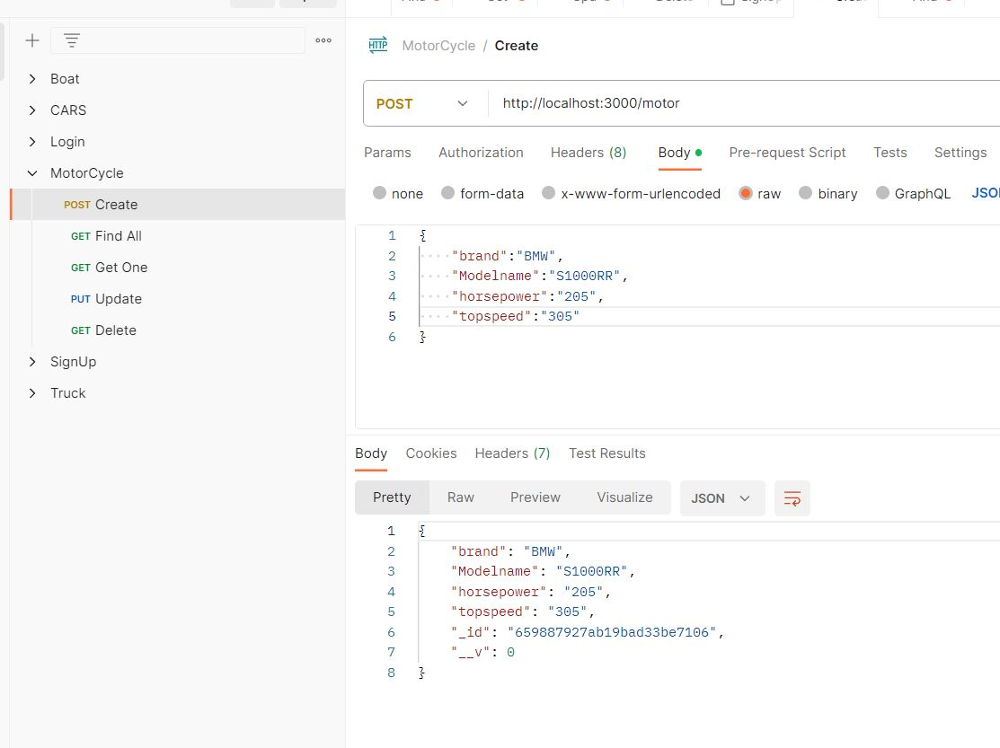 Boat
CARS
Login
MotorCycle
POST Create
GET Find All
GET Get One
PUT Update
GET Delete
SignUp
Truck
HTTP MotorCycle / Create
POST http://localhost:3000/motor
Params Authorization Headers (8) Body Pre-request Script Tests Settings
none form-data x-www-form-urlencoded raw binary GraphQL
1 {
2 "brand":"BMW",
3 "Modelname":"S1000RR",
4 "horsepower":"205",
5 "topspeed":"305"
6 }
Body Cookies Headers (7) Test Results
Pretty Raw Preview Visualize JSON
1 {
2 "brand": "BMW",
3 "Modelname": "S1000RR",
4 "horsepower": "205",
5 "topspeed": "305",
6 "_id": "659887927ab19bad33be7106",
7 "__v": 0
8 }